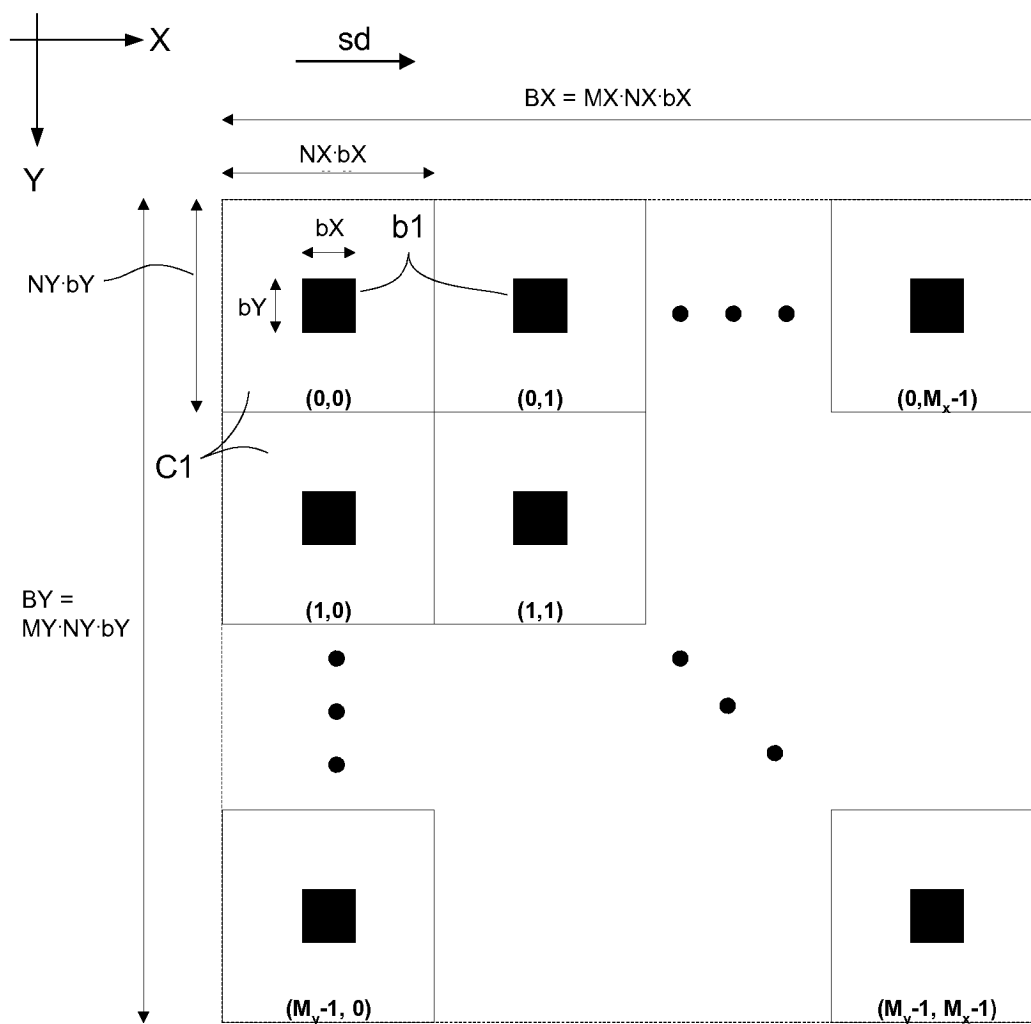 X
sd
BX = MX·NX·bX
Y
NX·bX
bX
b1
NY·bY
bY
(0,0)
(0,1)
(0,Mx-1)
C1
(1,0)
(1,1)
BY =
MY·NY·bY
(My-1, 0)
(My-1, Mx-1)